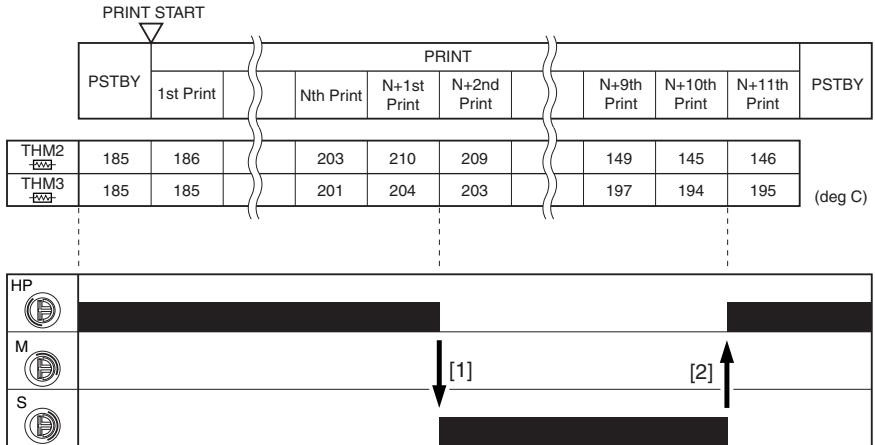 PRINT START
PRINT
PSTBY
1st Print
Nth Print
N+1st
Print
N+2nd
Print
N+9th
Print
N+10th
Print
N+11th
Print
PSTBY
THM2 185 186 203 210 209 149 145 146
THM3 185 185 201 204 203 197 194 195
(deg C)
HP
M
[1] [2]
S